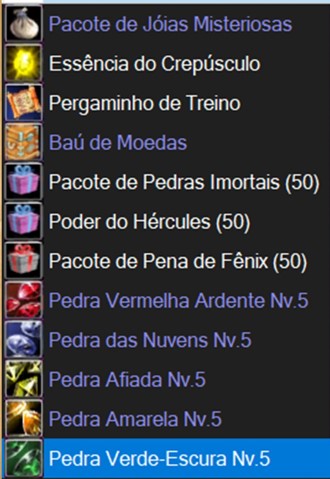 Pacote de Jóias Misteriosas
Essência do Crepúsculo
Pergaminho de Treino
Baú de Moedas
Pacote de Pedras Imortais (50)
Poder do Hércules (50)
Pacote de Pena de Fênix (50)
Pedra Vermelha Ardente Nv.5
Pedra das Nuvens Nv.5
Pedra Afiada Nv.5
Pedra Amarela Nv.5
Pedra Verde-Escura Nv.5